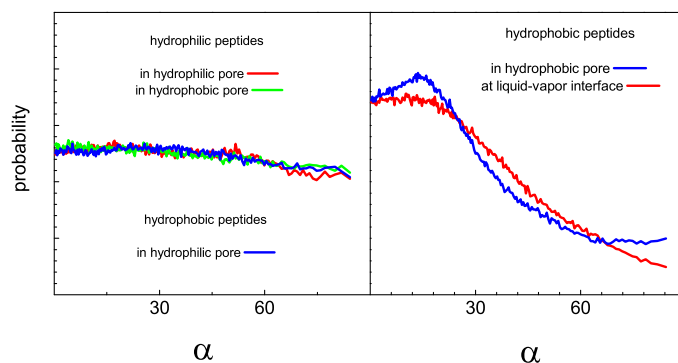 hydrophilic peptides
in hydrophilic pore
in hydrophobic pore
hydrophobic peptides
in hydrophilic pore
hydrophobic peptides
in hydrophobic pore
at liquid-vapor interface
probability
30
60
30
60
α
α